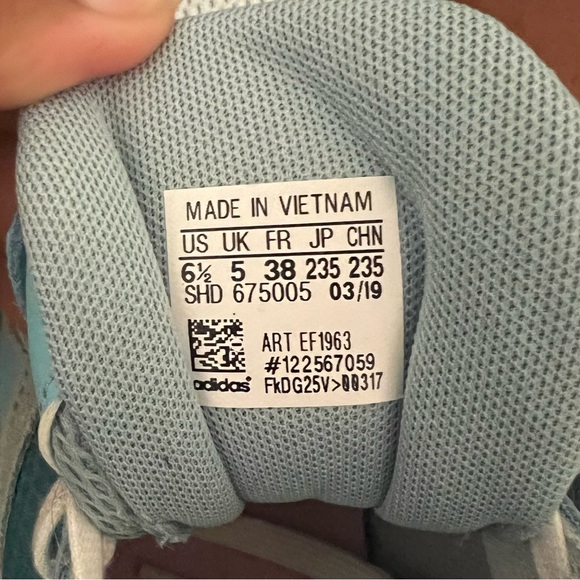 MADE IN VIETNAM
US UK FR JP CHN
6½ 5 38 235 235
SHD 675005 03/19
ART EF1963
#122567059
adidas® FkDG25V>00317